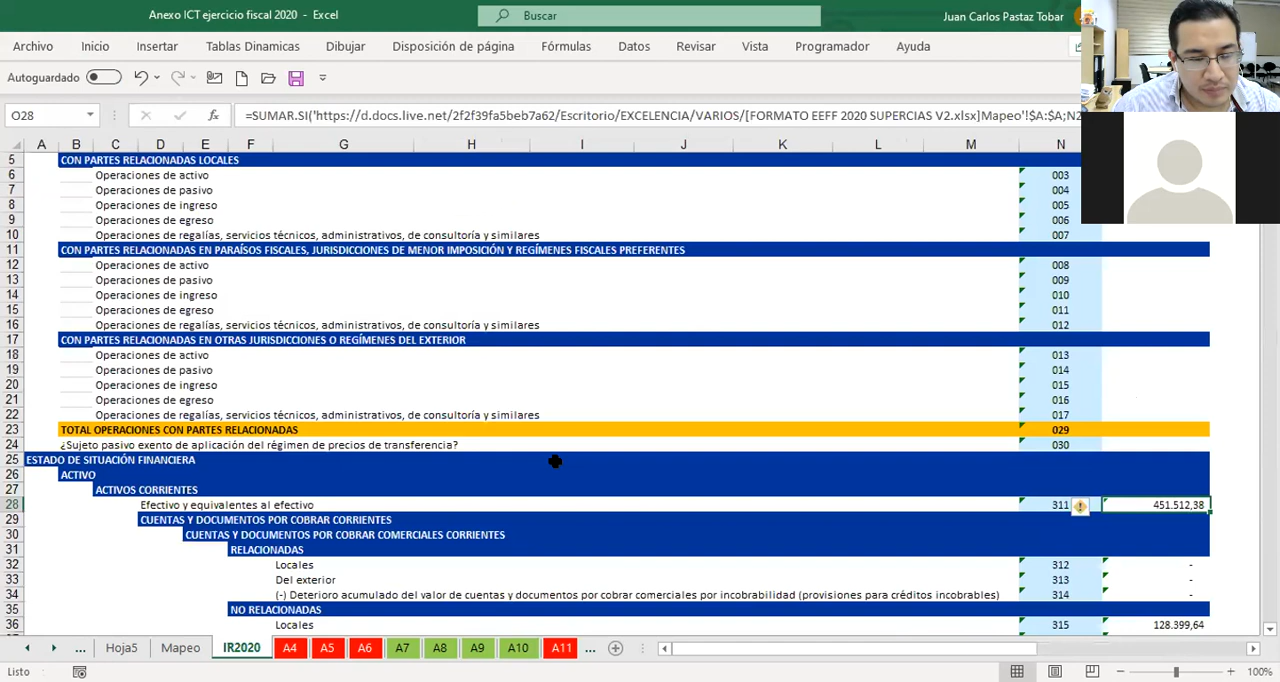 Anexo ICT ejercicio fiscal 2020 - Excel
Buscar
Juan Carlos Pastaz Tobar
Archivo Inicio Insertar Tablas Dinamicas Dibujar Disposición de página Fórmulas Datos Revisar Vista Programador Ayuda
Autoguardado
O28 fx =SUMAR.SI('https://d.docs.live.net/2f2f39fa5beb7a62/Escritorio/EXCELENCIA/VARIOS/[FORMATO EEFF 2020 SUPERCIAS V2.xlsx]Mapeo'!$A:$A;N2
A B C D E F G H I J K L M N
5 CON PARTES RELACIONADAS LOCALES
6 Operaciones de activo 003
7 Operaciones de pasivo 004
8 Operaciones de ingreso 005
9 Operaciones de egreso 006
10 Operaciones de regalías, servicios técnicos, administrativos, de consultoría y similares 007
11 CON PARTES RELACIONADAS EN PARAÍSOS FISCALES, JURISDICCIONES DE MENOR IMPOSICIÓN Y REGÍMENES FISCALES PREFERENTES
12 Operaciones de activo 008
13 Operaciones de pasivo 009
14 Operaciones de ingreso 010
15 Operaciones de egreso 011
16 Operaciones de regalías, servicios técnicos, administrativos, de consultoría y similares 012
17 CON PARTES RELACIONADAS EN OTRAS JURISDICCIONES O REGÍMENES DEL EXTERIOR
18 Operaciones de activo 013
19 Operaciones de pasivo 014
20 Operaciones de ingreso 015
21 Operaciones de egreso 016
22 Operaciones de regalías, servicios técnicos, administrativos, de consultoría y similares 017
23 TOTAL OPERACIONES CON PARTES RELACIONADAS 029
24 ¿Sujeto pasivo exento de aplicación del régimen de precios de transferencia? 030
25 ESTADO DE SITUACIÓN FINANCIERA
26 ACTIVO
27 ACTIVOS CORRIENTES
28 Efectivo y equivalentes al efectivo 311 451.512,38
29 CUENTAS Y DOCUMENTOS POR COBRAR CORRIENTES
30 CUENTAS Y DOCUMENTOS POR COBRAR COMERCIALES CORRIENTES
31 RELACIONADAS
32 Locales 312 -
33 Del exterior 313 -
34 (-) Deterioro acumulado del valor de cuentas y documentos por cobrar comerciales por incobrabilidad (provisiones para créditos incobrables) 314 -
35 NO RELACIONADAS
36 Locales 315 128.399,64
... Hoja5 Mapeo IR2020 A4 A5 A6 A7 A8 A9 A10 A11 ...
Listo 100%